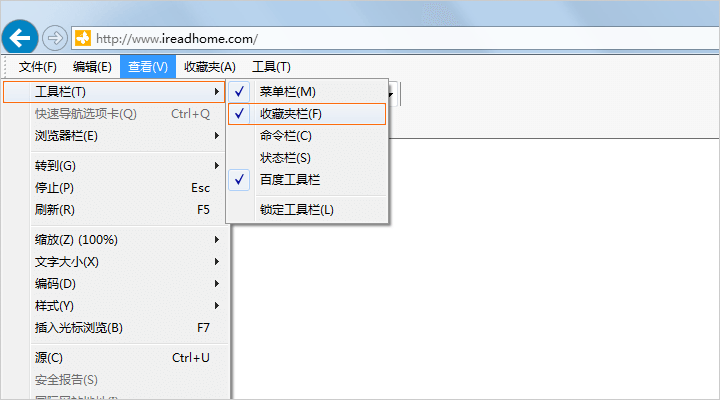 http://www.ireadhome.com/
文件(F) 编辑(E) 查看(V) 收藏夹(A) 工具(T)
工具栏(T)
快速导航选项卡(Q) Ctrl+Q
浏览器栏(E)
转到(G)
停止(P) Esc
刷新(R) F5
缩放(Z) (100%)
文字大小(X)
编码(D)
样式(Y)
插入光标浏览(B) F7
源(C) Ctrl+U
安全报告(S)
菜单栏(M)
收藏夹栏(F)
命令栏(C)
状态栏(S)
百度工具栏
锁定工具栏(L)